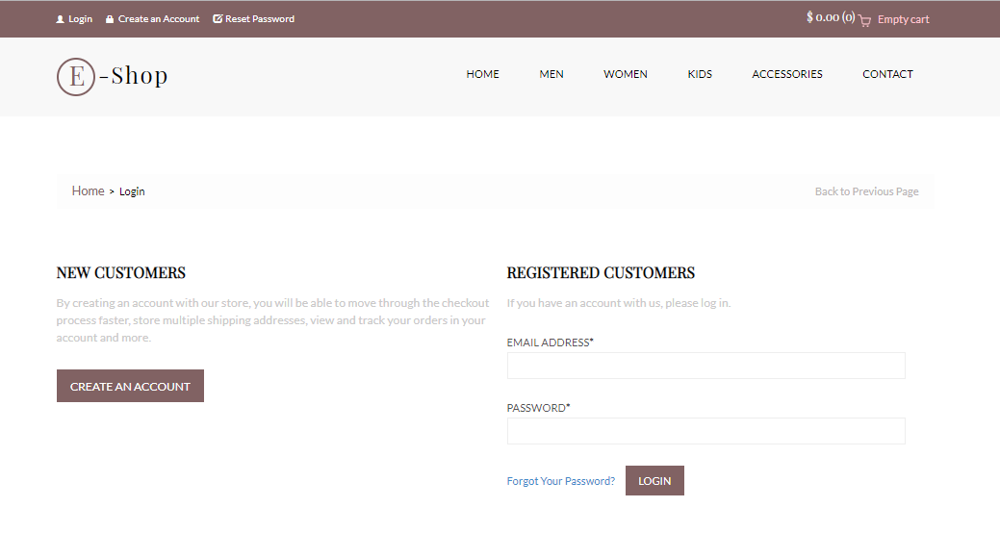 Login Create an Account Reset Password $ 0.00 (0) Empty cart
E -Shop HOME MEN WOMEN KIDS ACCESSORIES CONTACT
Home > Login Back to Previous Page
NEW CUSTOMERS
By creating an account with our store, you will be able to move through the checkout
process faster, store multiple shipping addresses, view and track your orders in your
account and more.
CREATE AN ACCOUNT
REGISTERED CUSTOMERS
If you have an account with us, please log in.
EMAIL ADDRESS*
PASSWORD*
Forgot Your Password? LOGIN